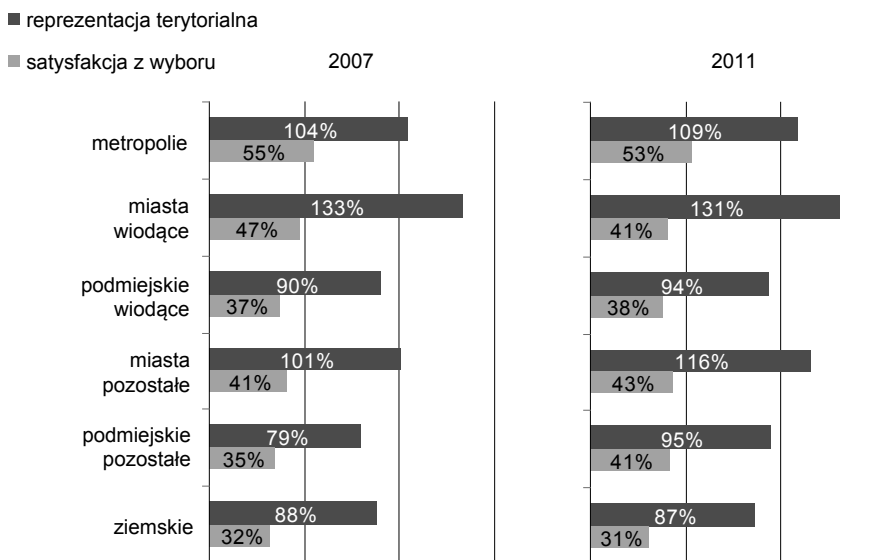 reprezentacja terytorialna
satysfakcja z wyboru
2007
2011
metropolie
104%
55%
109%
53%
miasta
wiodące
133%
47%
131%
41%
podmiejskie
wiodące
90%
37%
94%
38%
miasta
pozostałe
101%
41%
116%
43%
podmiejskie
pozostałe
79%
35%
95%
41%
ziemskie
88%
32%
87%
31%